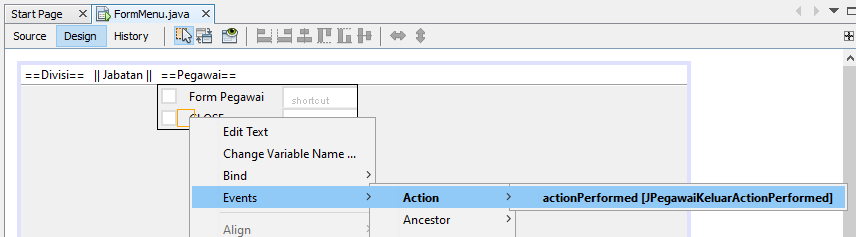 Start Page FormMenu.java
Source Design History
==Divisi== || Jabatan || ==Pegawai==
Form Pegawai shortcut
CLOSE
Edit Text
Change Variable Name ...
Bind
Events Action actionPerformed [JPegawaiKeluarActionPerformed]
Ancestor
Align